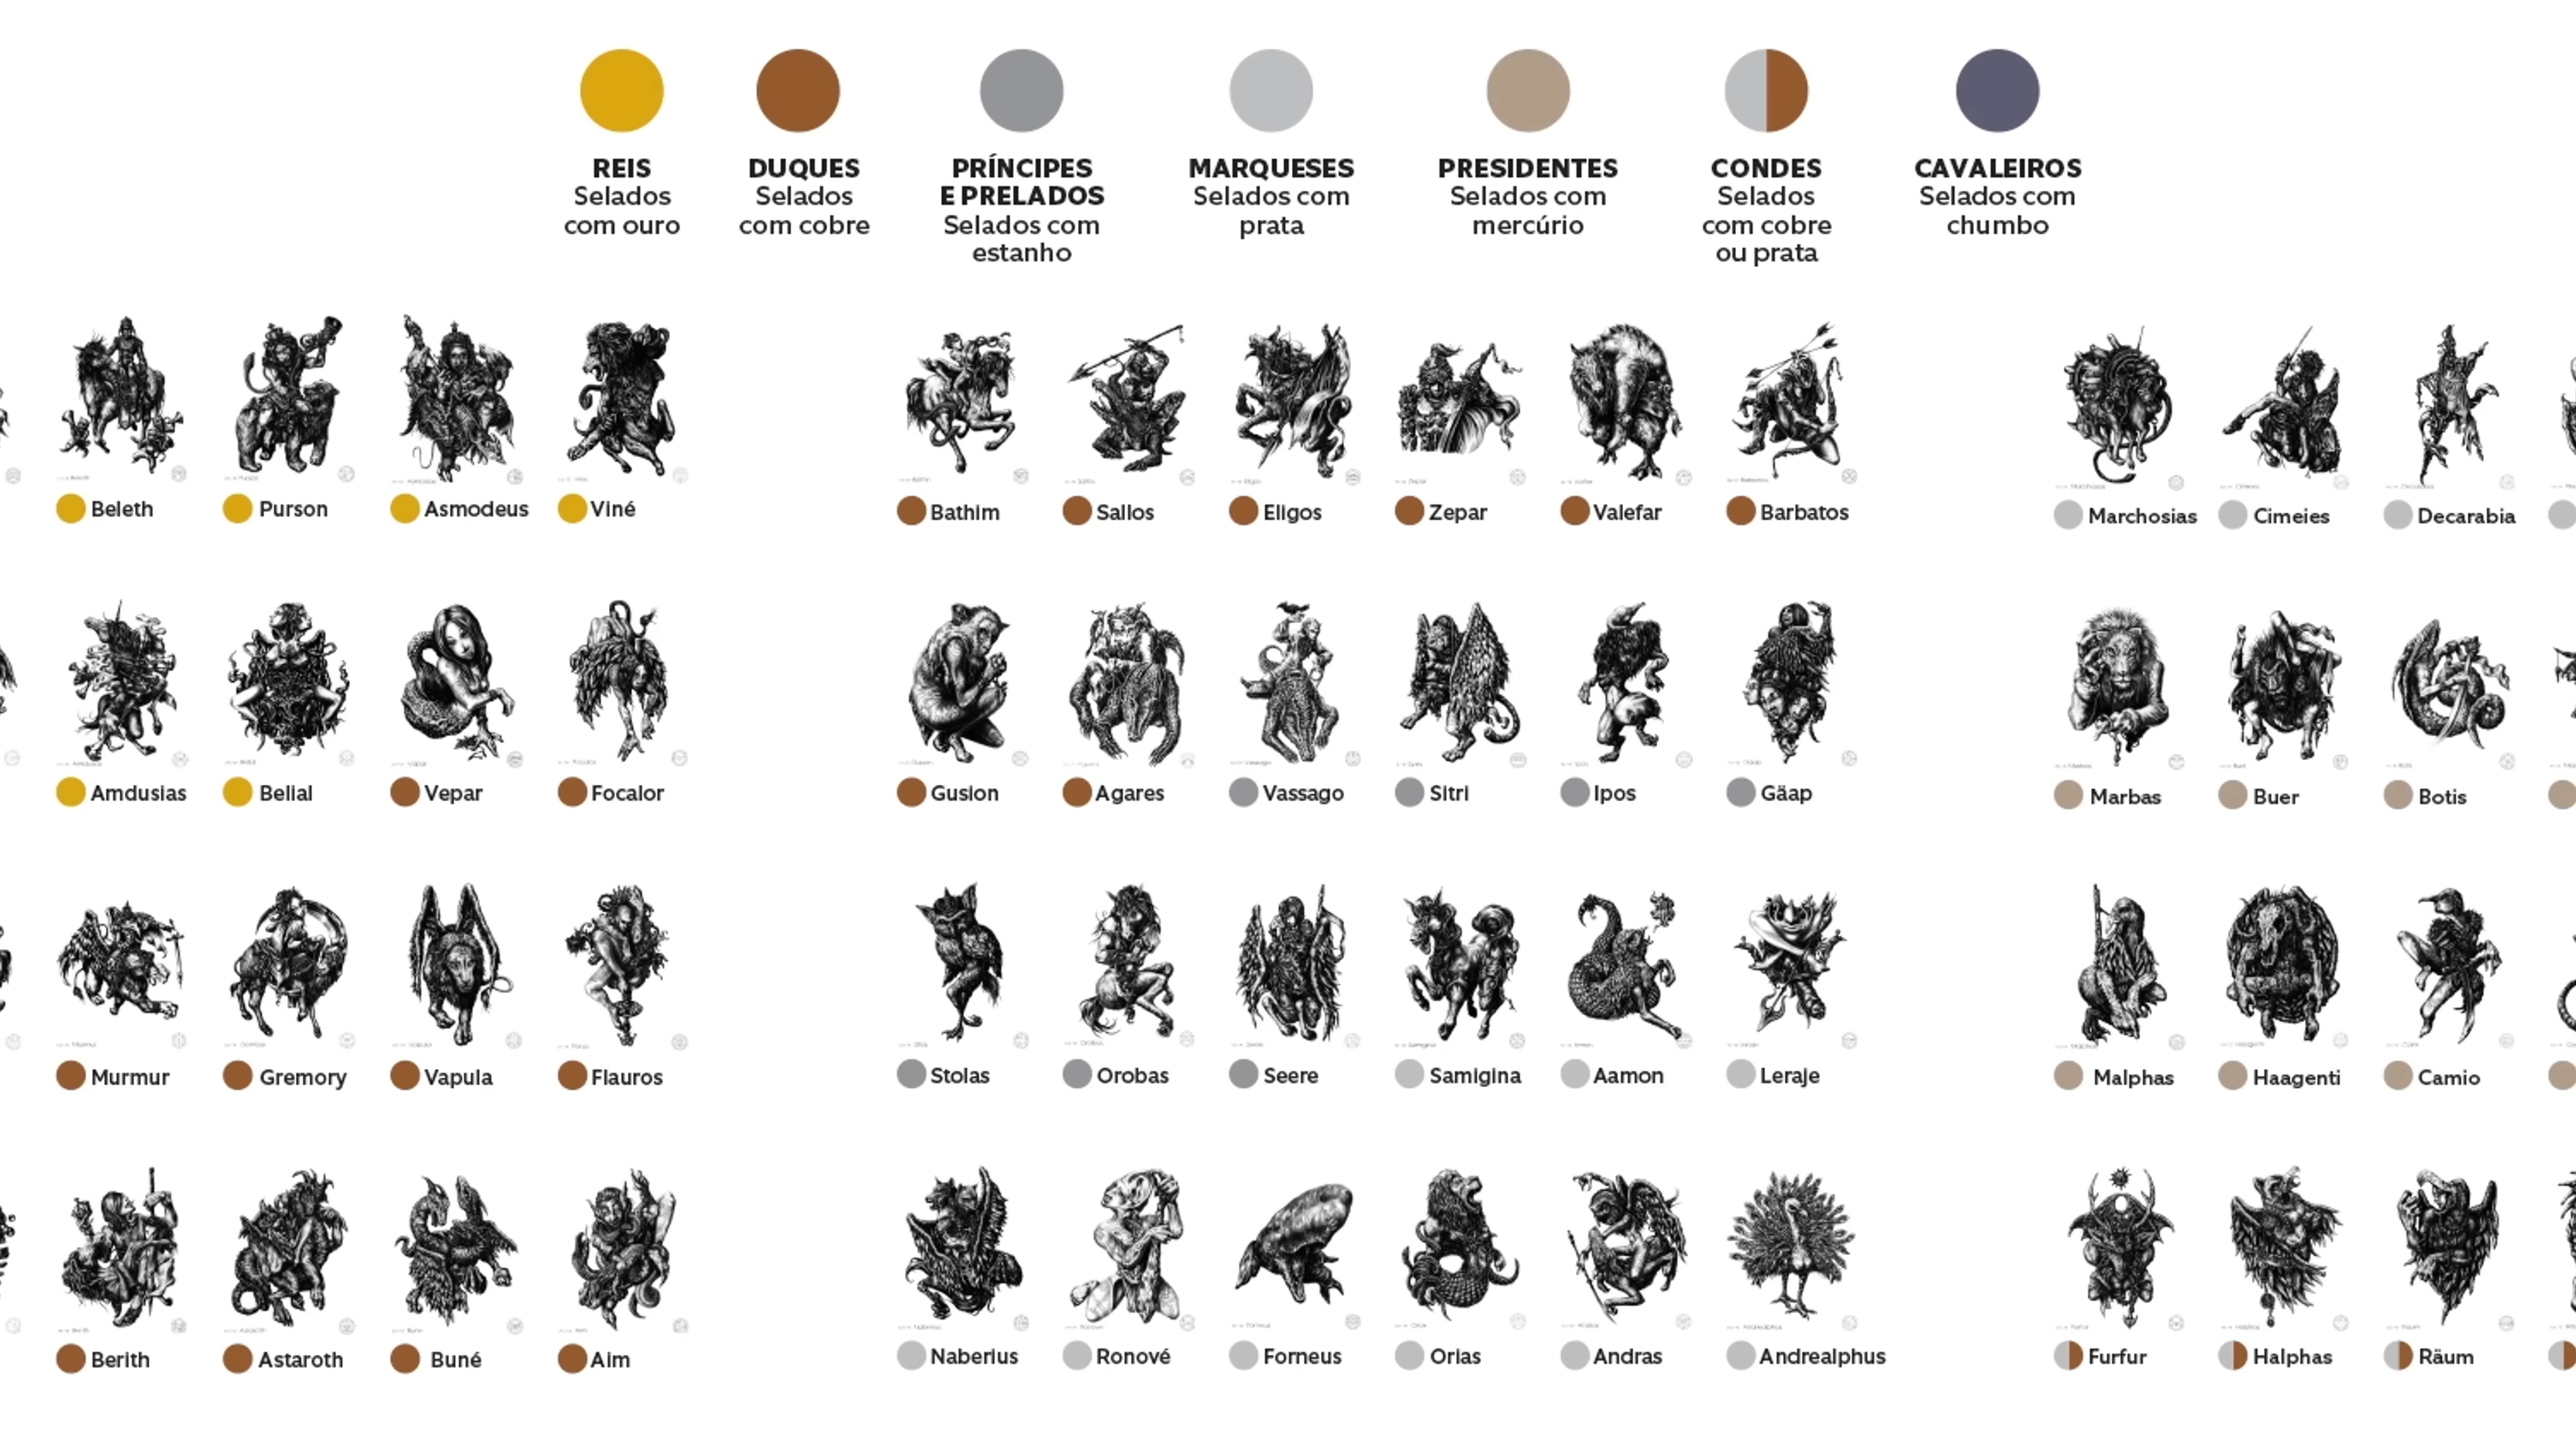 REIS
Selados
com ouro
DUQUES
Selados
com cobre
PRÍNCIPES
E PRELADOS
Selados com
estanho
MARQUESES
Selados com
prata
PRESIDENTES
Selados com
mercúrio
CONDES
Selados
com cobre
ou prata
CAVALEIROS
Selados com
chumbo
Beleth
Purson
Asmodeus
Viné
Bathim
Sallos
Eligos
Zepar
Valefar
Barbatos
Marchosias
Cimeies
Decarabia
Amdusias
Belial
Vepar
Focalor
Gusion
Agares
Vassago
Sitri
Ipos
Gäap
Marbas
Buer
Botis
Murmur
Gremory
Vapula
Flauros
Stolas
Orobas
Seere
Samigina
Aamon
Leraje
Malphas
Haagenti
Camio
Berith
Astaroth
Buné
Aim
Naberius
Ronové
Forneus
Orias
Andras
Andrealphus
Furfur
Halphas
Räum